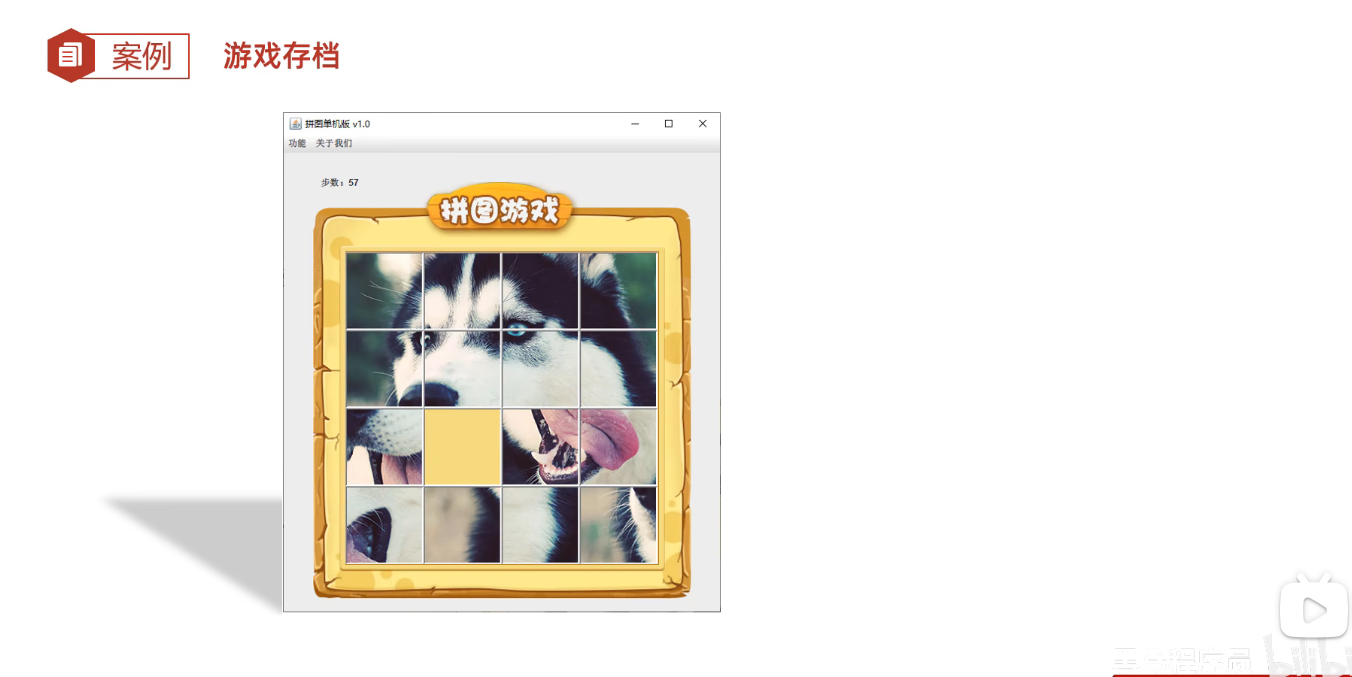 案例
游戏存档
拼图单机版 v1.0
功能 关于我们
步数：57
拼图游戏
黑马程序员
bilibi